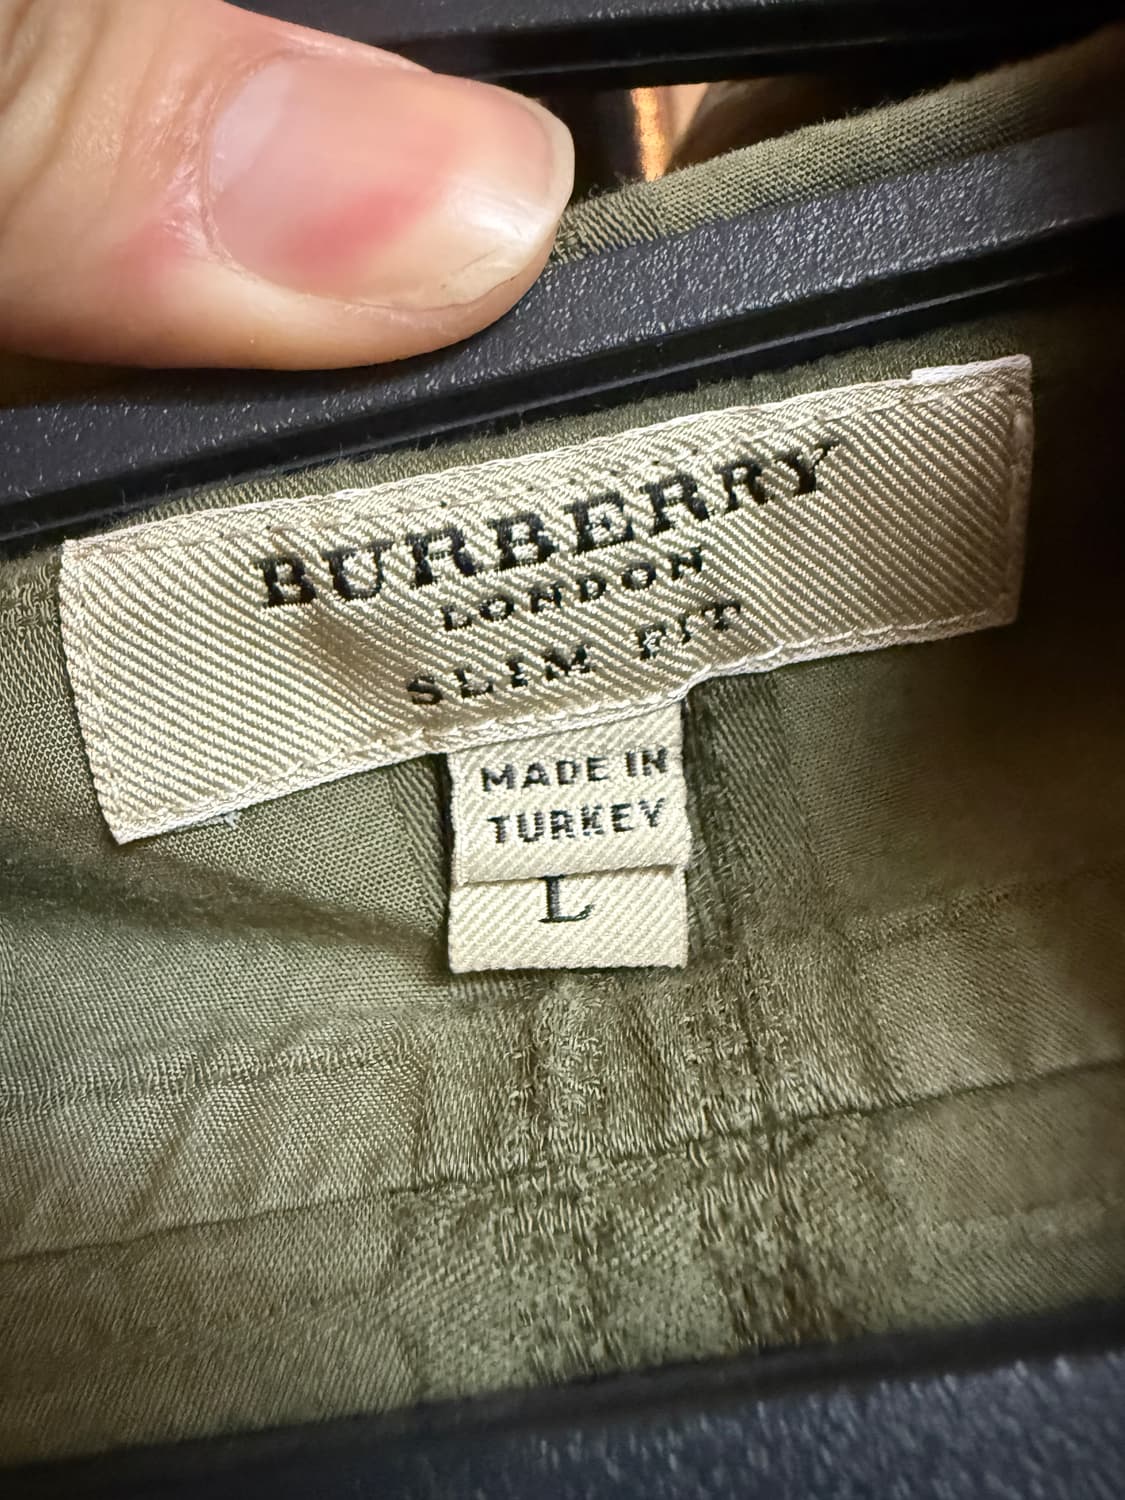 BURBERRY
LONDON
SLIM FIT
MADE IN
TURKEY
L